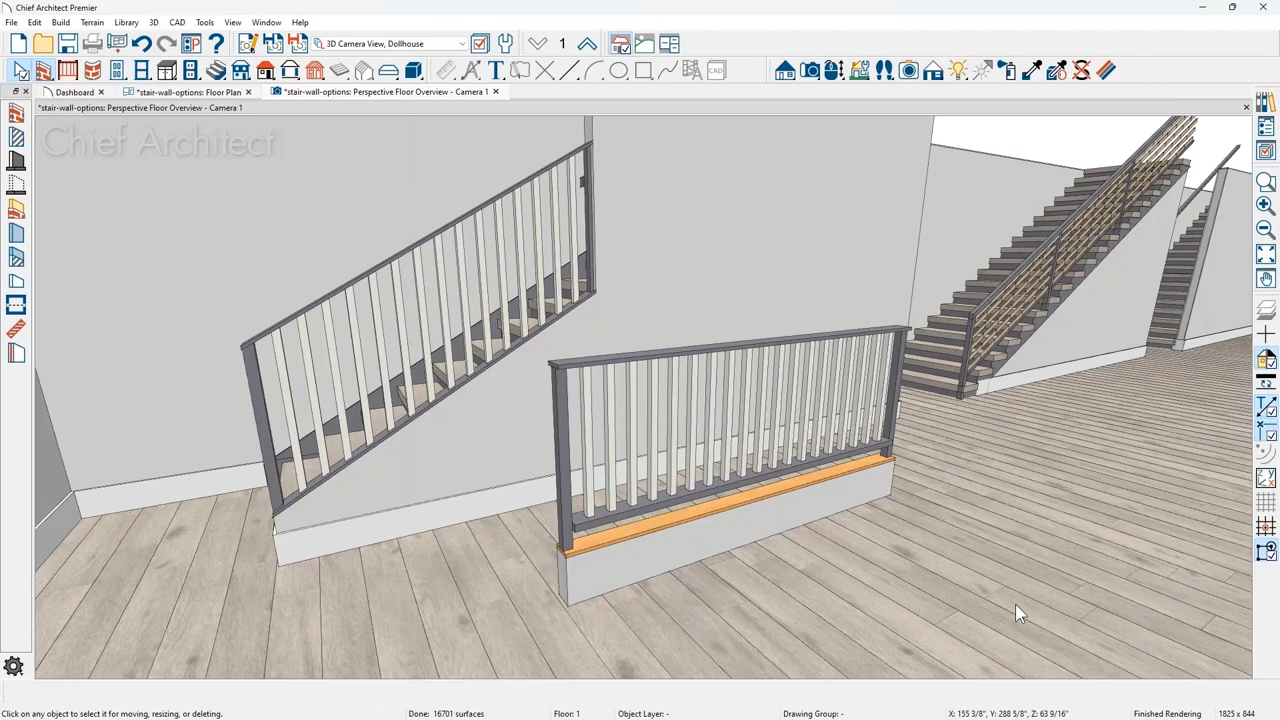 Chief Architect Premier
File Edit Build Terrain Library 3D CAD Tools View Window Help
3D Camera View, Dollhouse
1
Dashboard *stair-wall-options: Floor Plan *stair-wall-options: Perspective Floor Overview - Camera 1
*stair-wall-options: Perspective Floor Overview - Camera 1
Chief Architect
Click on any object to select it for moving, resizing, or deleting. Done: 16701 surfaces Floor: 1 Object Layer: - Drawing Group: - X: 155 3/8", Y: 288 5/8", Z: 63 9/16" Finished Rendering 1825 x 844